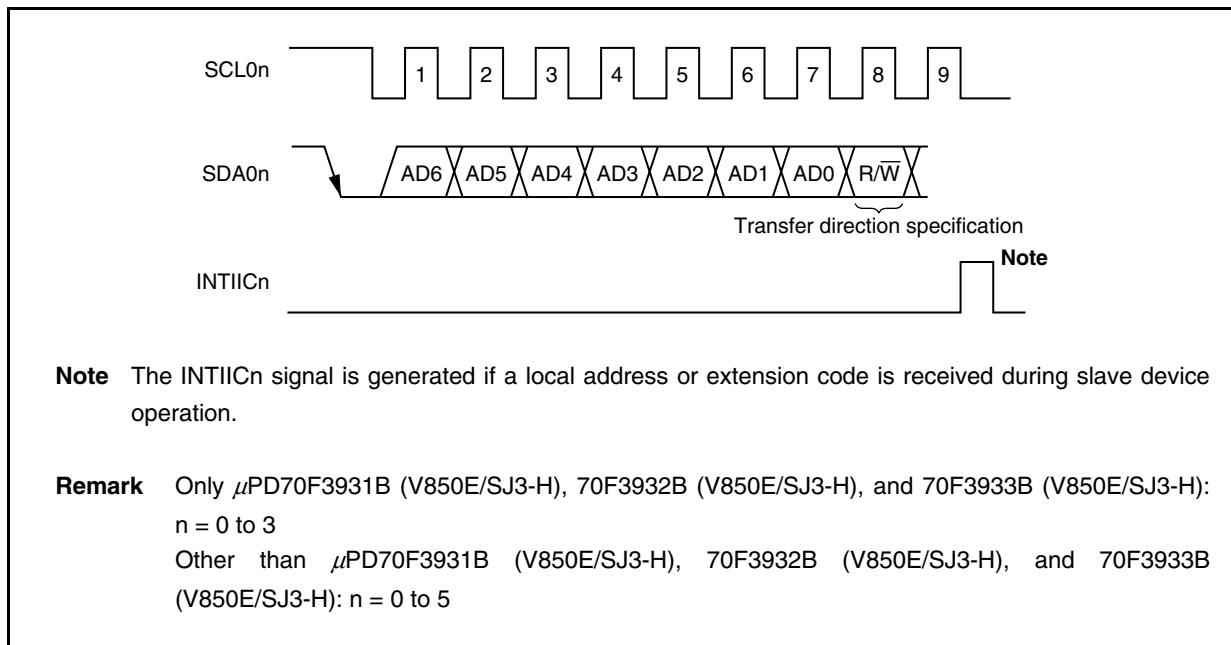 SCL0n 1 2 3 4 5 6 7 8 9
SDA0n AD6 AD5 AD4 AD3 AD2 AD1 AD0 R/W̅
Transfer direction specification
Note
INTIICn
Note The INTIICn signal is generated if a local address or extension code is received during slave device
operation.
Remark Only μPD70F3931B (V850E/SJ3-H), 70F3932B (V850E/SJ3-H), and 70F3933B (V850E/SJ3-H):
n = 0 to 3
Other than μPD70F3931B (V850E/SJ3-H), 70F3932B (V850E/SJ3-H), and 70F3933B
(V850E/SJ3-H): n = 0 to 5